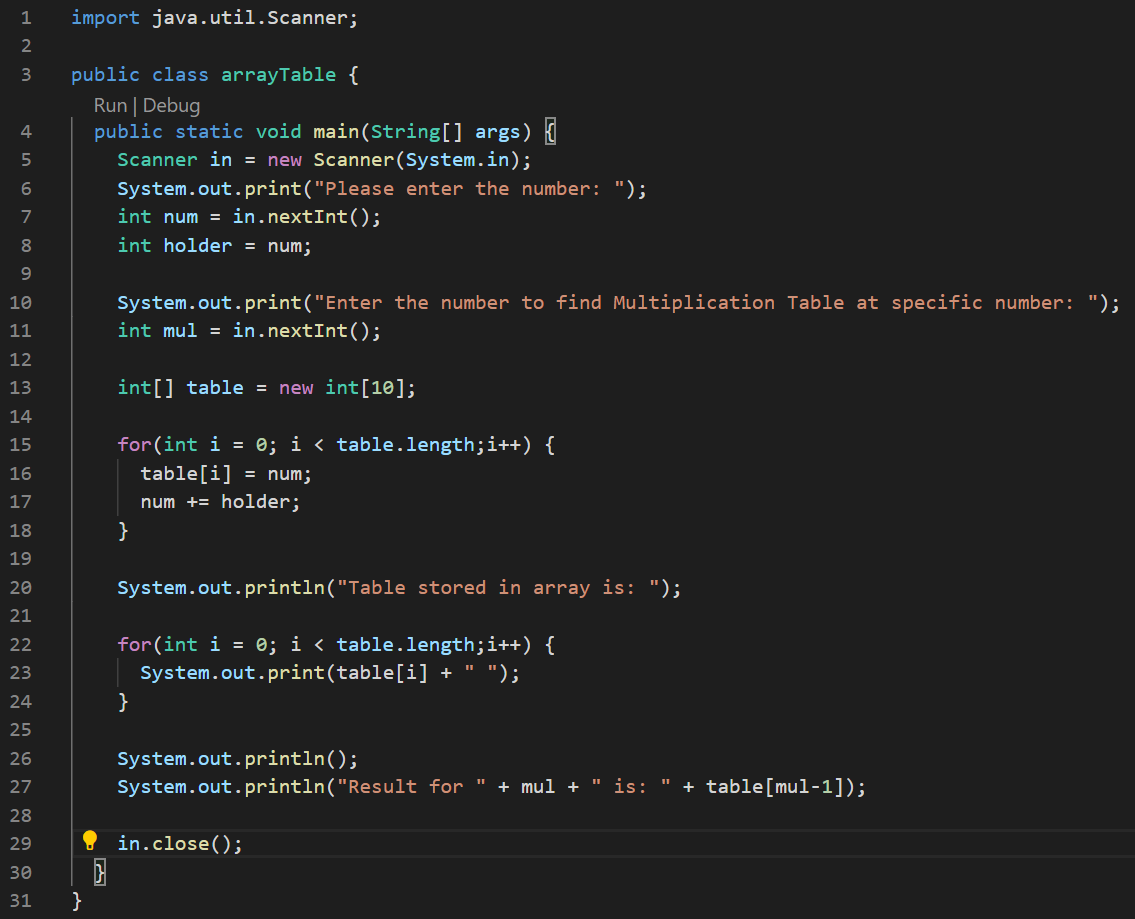 1 import java.util.Scanner;
2
3 public class arrayTable {
Run | Debug
4 public static void main(String[] args) {
5 Scanner in = new Scanner(System.in);
6 System.out.print("Please enter the number: ");
7 int num = in.nextInt();
8 int holder = num;
9
10 System.out.print("Enter the number to find Multiplication Table at specific number: ");
11 int mul = in.nextInt();
12
13 int[] table = new int[10];
14
15 for(int i = 0; i < table.length;i++) {
16 table[i] = num;
17 num += holder;
18 }
19
20 System.out.println("Table stored in array is: ");
21
22 for(int i = 0; i < table.length;i++) {
23 System.out.print(table[i] + " ");
24 }
25
26 System.out.println();
27 System.out.println("Result for " + mul + " is: " + table[mul-1]);
28
29 in.close();
30 }
31 }